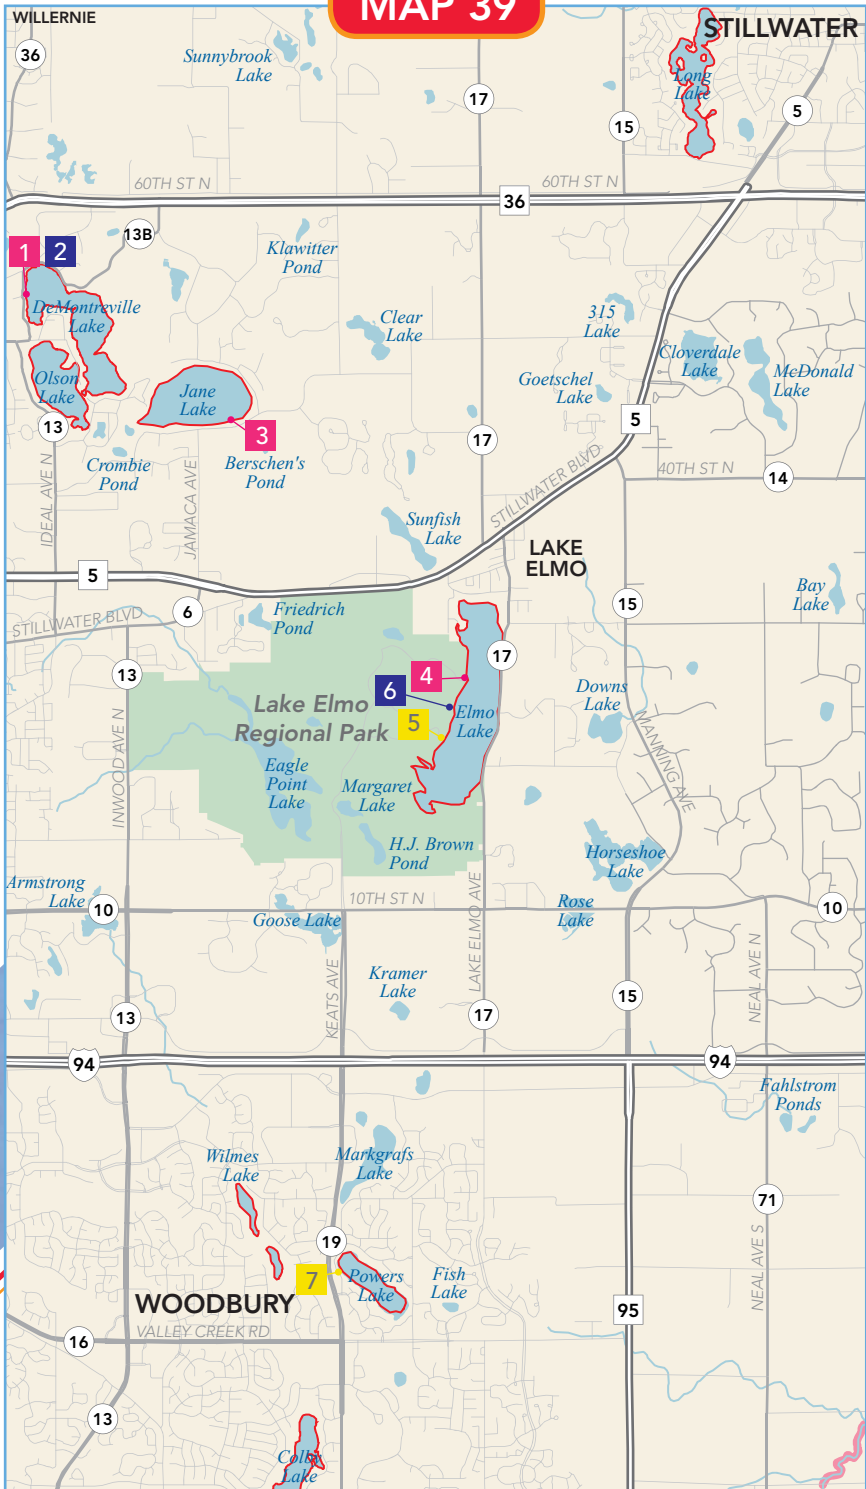 MAP 39
WILLERNIE
STILLWATER
36
Sunnybrook
Lake
17
Long
Lake
15
5
60TH ST N
60TH ST N
36
13B
1
2
Klawitter
Pond
DeMontreville
Lake
Clear
Lake
315
Lake
Cloverdale
Lake
McDonald
Lake
Olson
Lake
Jane
Lake
Goetschel
Lake
5
13
3
17
Crombie
Pond
Berschen's
Pond
STILLWATER BLVD
40TH ST N
14
IDEAL AVE N
JAMACA AVE
Sunfish
Lake
LAKE
ELMO
5
Bay
Lake
15
STILLWATER BLVD
6
Friedrich
Pond
17
13
4
6
5
Lake Elmo
Regional Park
Elmo
Lake
Downs
Lake
INWOOD AVE N
MANNING AVE
Eagle
Point
Lake
Margaret
Lake
H.J. Brown
Pond
Horseshoe
Lake
Armstrong
Lake
10
10TH ST N
Goose Lake
Rose
Lake
10
KEATS AVE
LAKE ELMO AVE
NEAL AVE N
Kramer
Lake
13
17
15
94
94
Fahlstrom
Ponds
Wilmes
Lake
Markgrafs
Lake
71
19
7
Powers
Lake
Fish
Lake
NEAL AVE S
WOODBURY
95
16
VALLEY CREEK RD
13
Colby
Lake